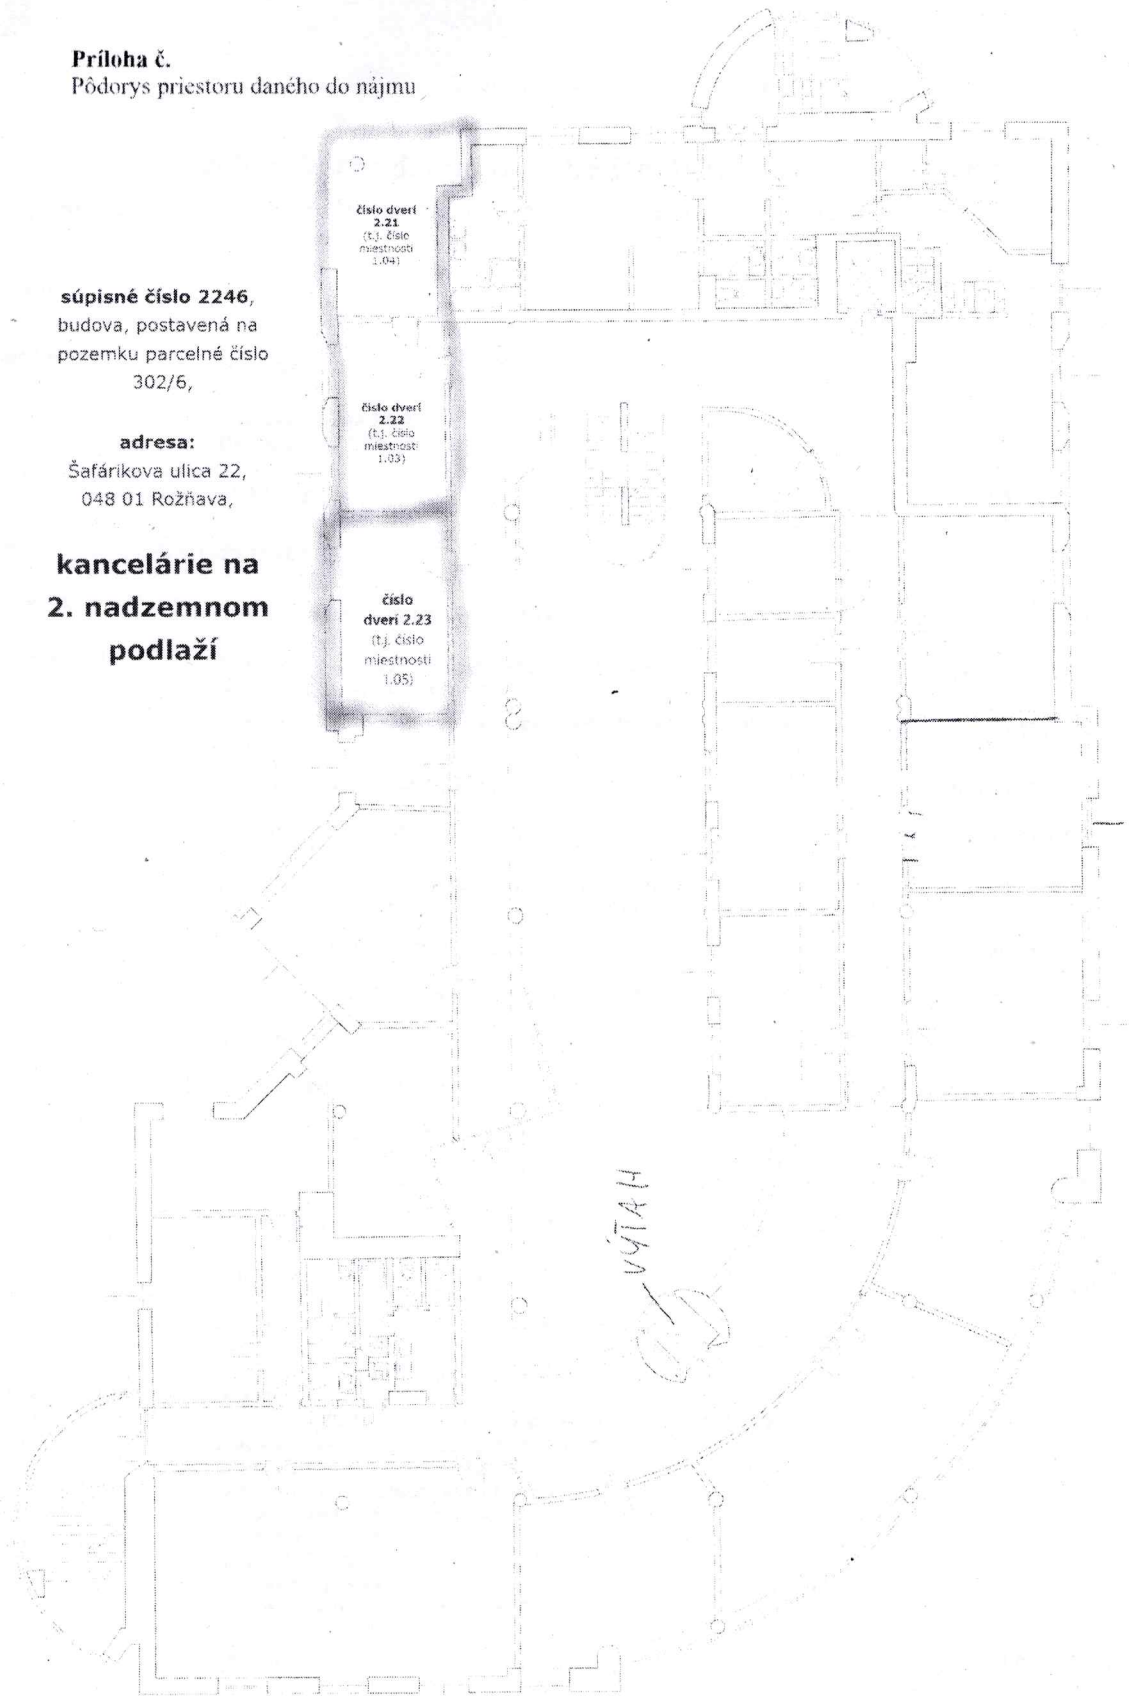 Príloha č.
Pôdorys priestoru daného do nájmu
číslo dverí
2.21
(t.j. číslo
miestnosti
1.04)
súpisné číslo 2246,
budova, postavená na
pozemku parcelné číslo
302/6,
adresa:
Šafárikova ulica 22,
048 01 Rožňava,
kancelárie na
2. nadzemnom
podlaží
číslo dverí
2.22
(t.j. číslo
miestnosti
1.03)
číslo
dverí 2.23
(t.j. číslo
miestnosti
1.05)
VÝŤAH